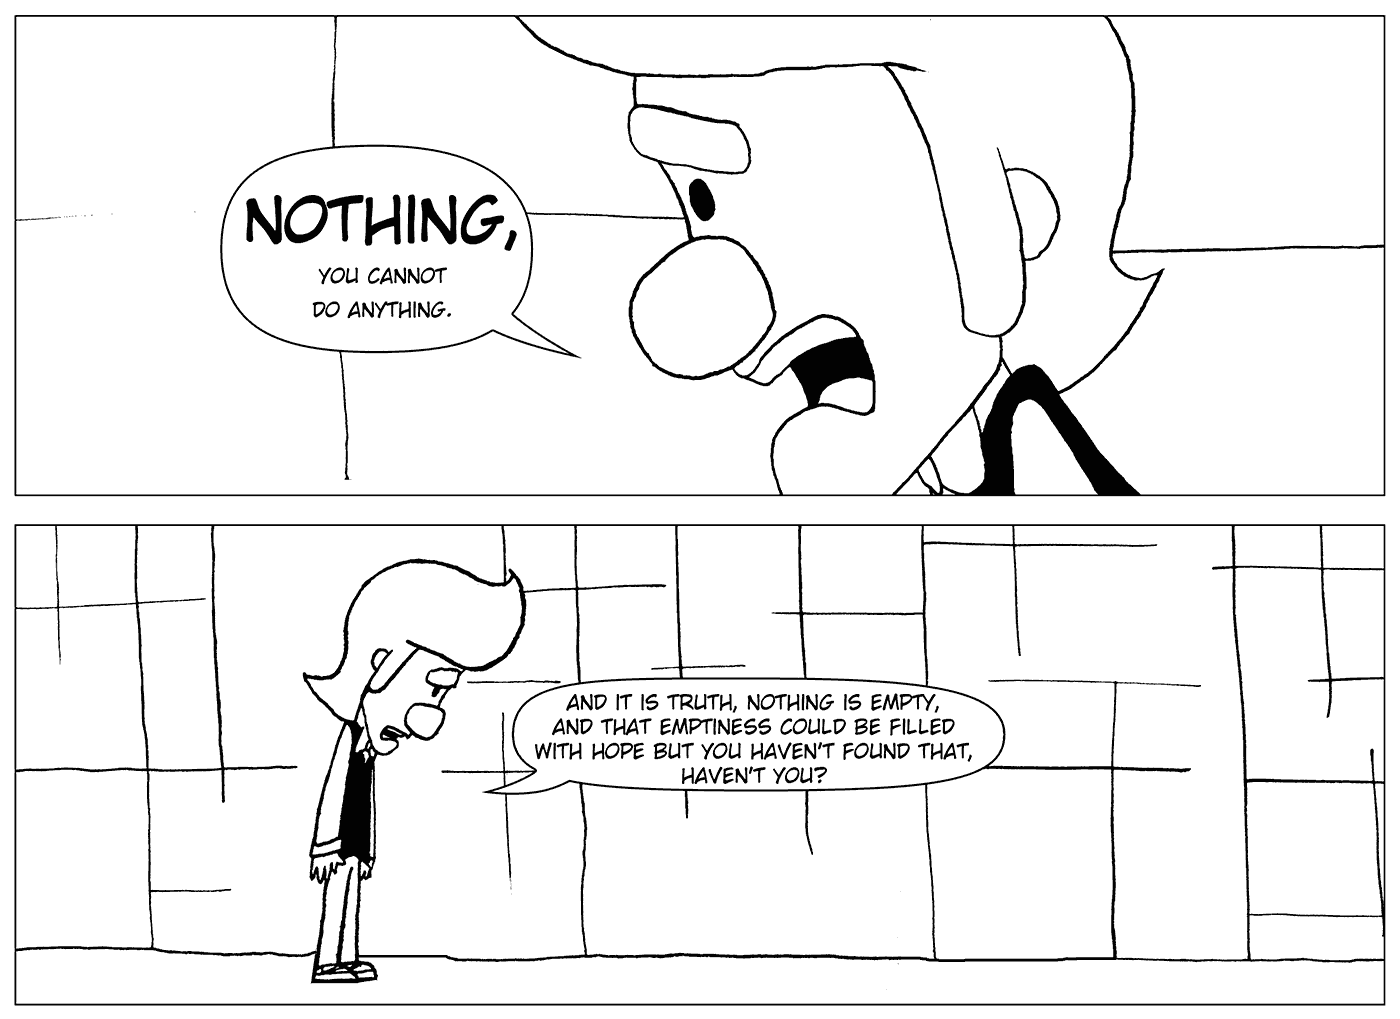 NOTHING,
YOU CANNOT
DO ANYTHING.
AND IT IS TRUTH, NOTHING IS EMPTY,
AND THAT EMPTINESS COULD BE FILLED
WITH HOPE BUT YOU HAVEN'T FOUND THAT,
HAVEN'T YOU?